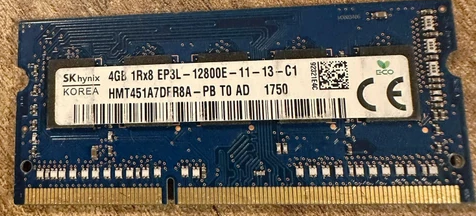 SK hynix
KOREA
4GB 1Rx8 EP3L-12800E-11-13-C1
HMT451A7DFR8A-PB T0 AD 1750
ECO
CE